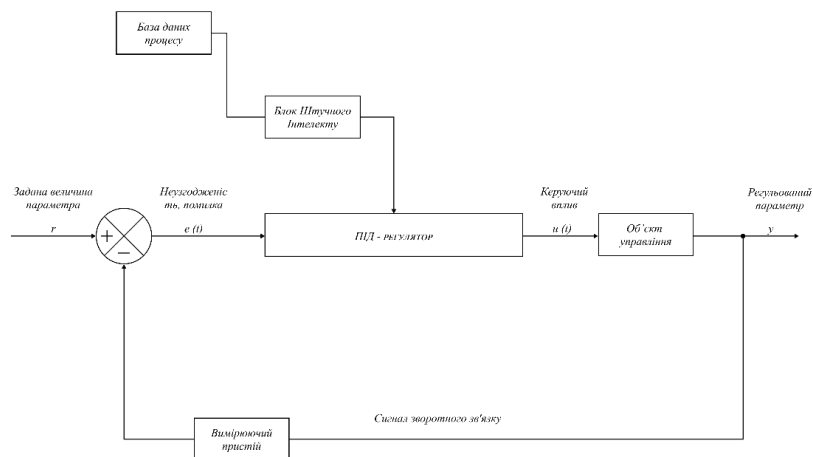 База даних
процесу
Блок Штучного
Інтелекту
Задана величина
параметра
Неузгодженіс
ть, помилка
Керуючий
вплив
Регульований
параметр
r
+
e (t)
ПІД - РЕГУЛЯТОР
u (t)
Об’єкт
управління
y
−
Сигнал зворотного зв'язку
Вимірюючий
пристій